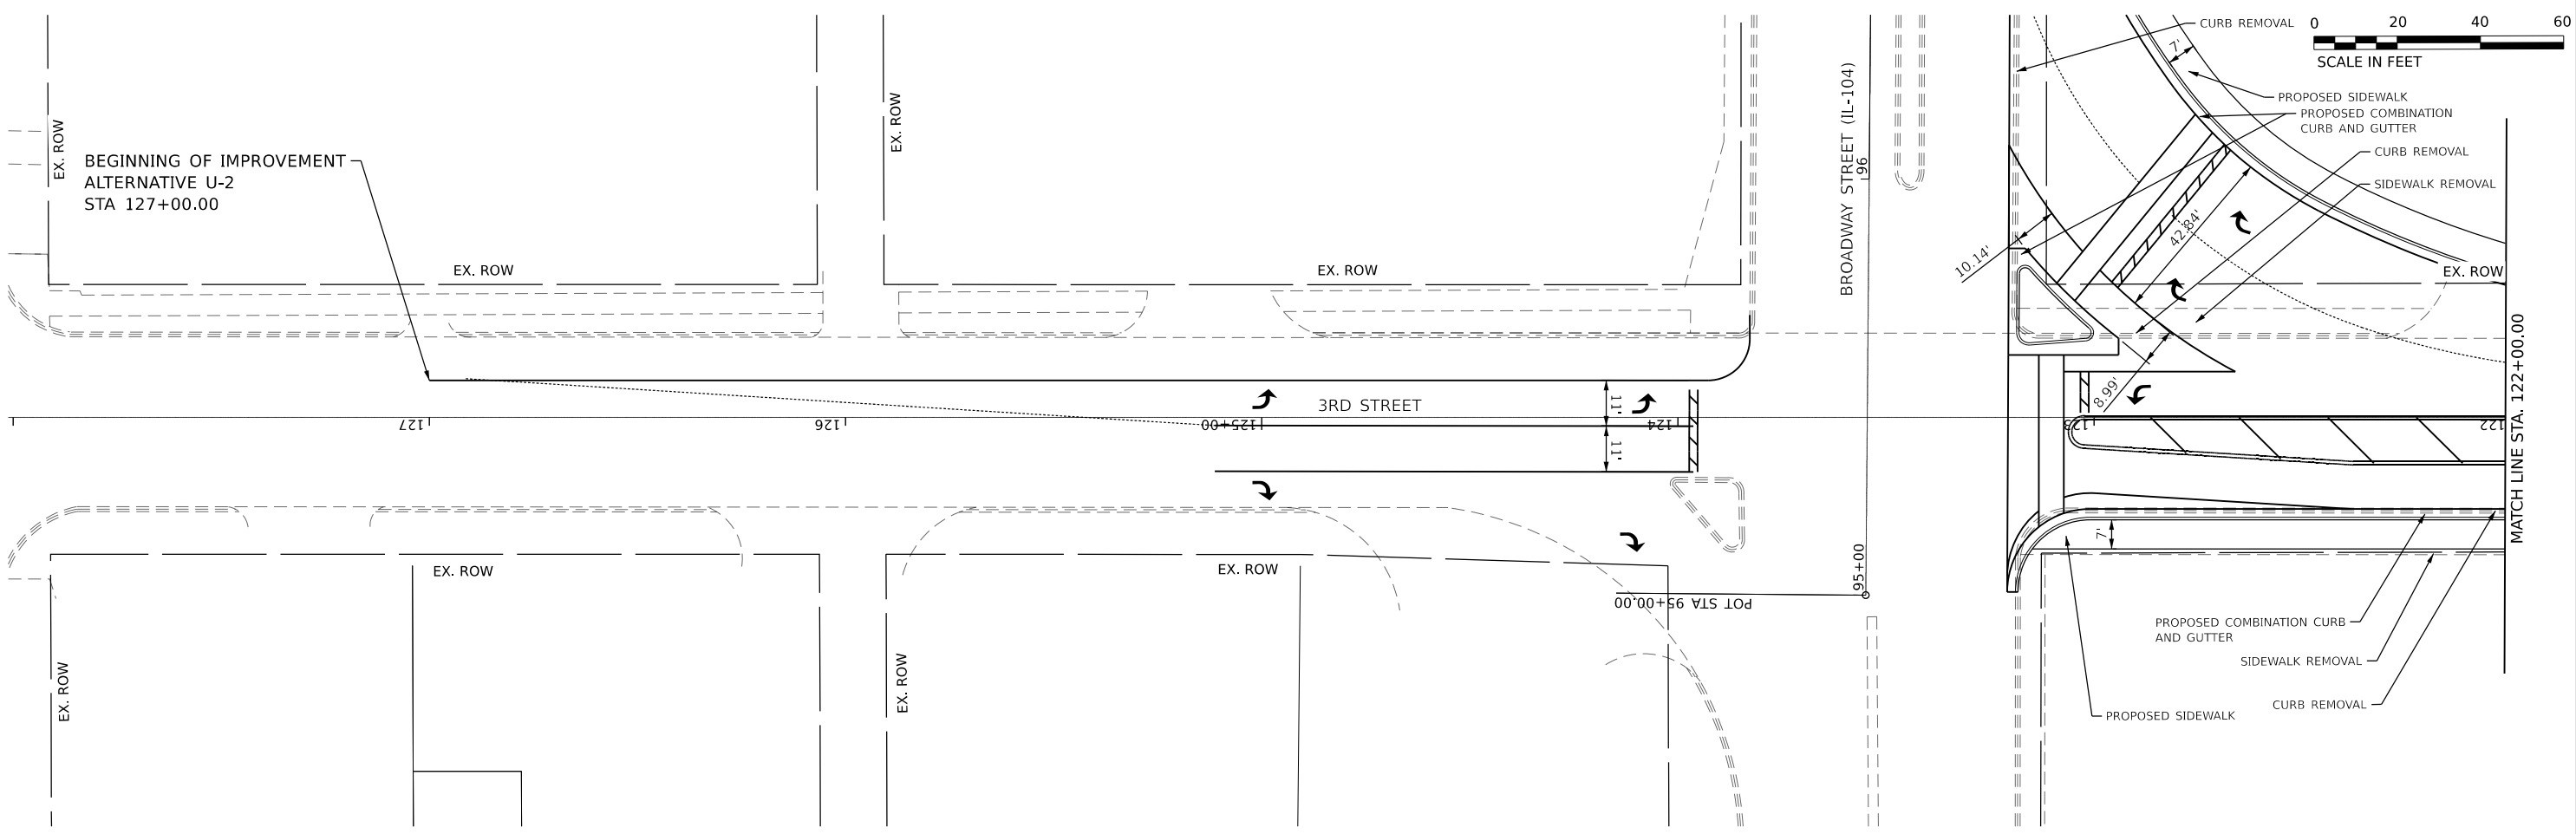 CURB REMOVAL
0 20 40 60
SCALE IN FEET
7'
PROPOSED SIDEWALK
PROPOSED COMBINATION
CURB AND GUTTER
CURB REMOVAL
SIDEWALK REMOVAL
EX. ROW
EX. ROW
BEGINNING OF IMPROVEMENT
ALTERNATIVE U-2
STA 127+00.00
BROADWAY STREET (IL-104)
96
42.84'
10.14'
EX. ROW
EX. ROW
EX. ROW
8.99'
3RD STREET
11'
11'
127
126
125+00
124
123
122
MATCH LINE STA. 122+00.00
7'
EX. ROW
EX. ROW
95+00
POT STA 95+00.00
EX. ROW
EX. ROW
PROPOSED COMBINATION CURB
AND GUTTER
SIDEWALK REMOVAL
CURB REMOVAL
PROPOSED SIDEWALK